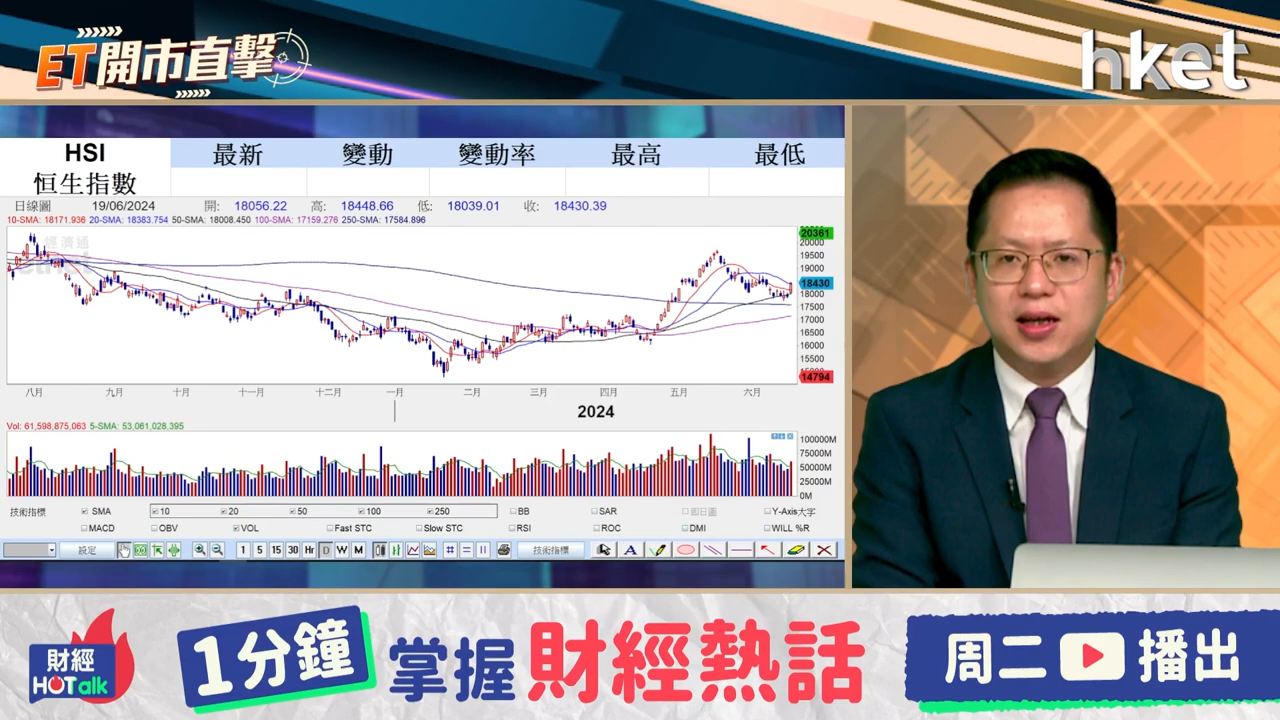 ET開市直擊
hket
HSI 最新 變動 變動率 最高 最低
恒生指數
日線圖 19/06/2024 開: 18056.22 高: 18448.66 低: 18039.01 收: 18430.39
10-SMA: 18171.936 20-SMA: 18383.754 50-SMA: 18008.450 100-SMA: 17159.276 250-SMA: 17584.896
經濟通
20361
20000
19500
19000
18430
18000
17500
17000
16500
16000
15500
14794
八月 九月 十月 十一月 十二月 一月 二月 三月 四月 五月 六月
2024
Vol: 61,598,875,063 5-SMA: 53,061,028,395
100000M
75000M
50000M
25000M
0M
技術指標 SMA 10 20 50 100 250 BB SAR 即日圖 Y-Axis大字
MACD OBV VOL Fast STC Slow STC RSI ROC DMI WILL %R
設定 1 5 15 30 Hr D W M 技術指標 A
財經
HOTalk
1分鐘
掌握財經熱話
周二 播出